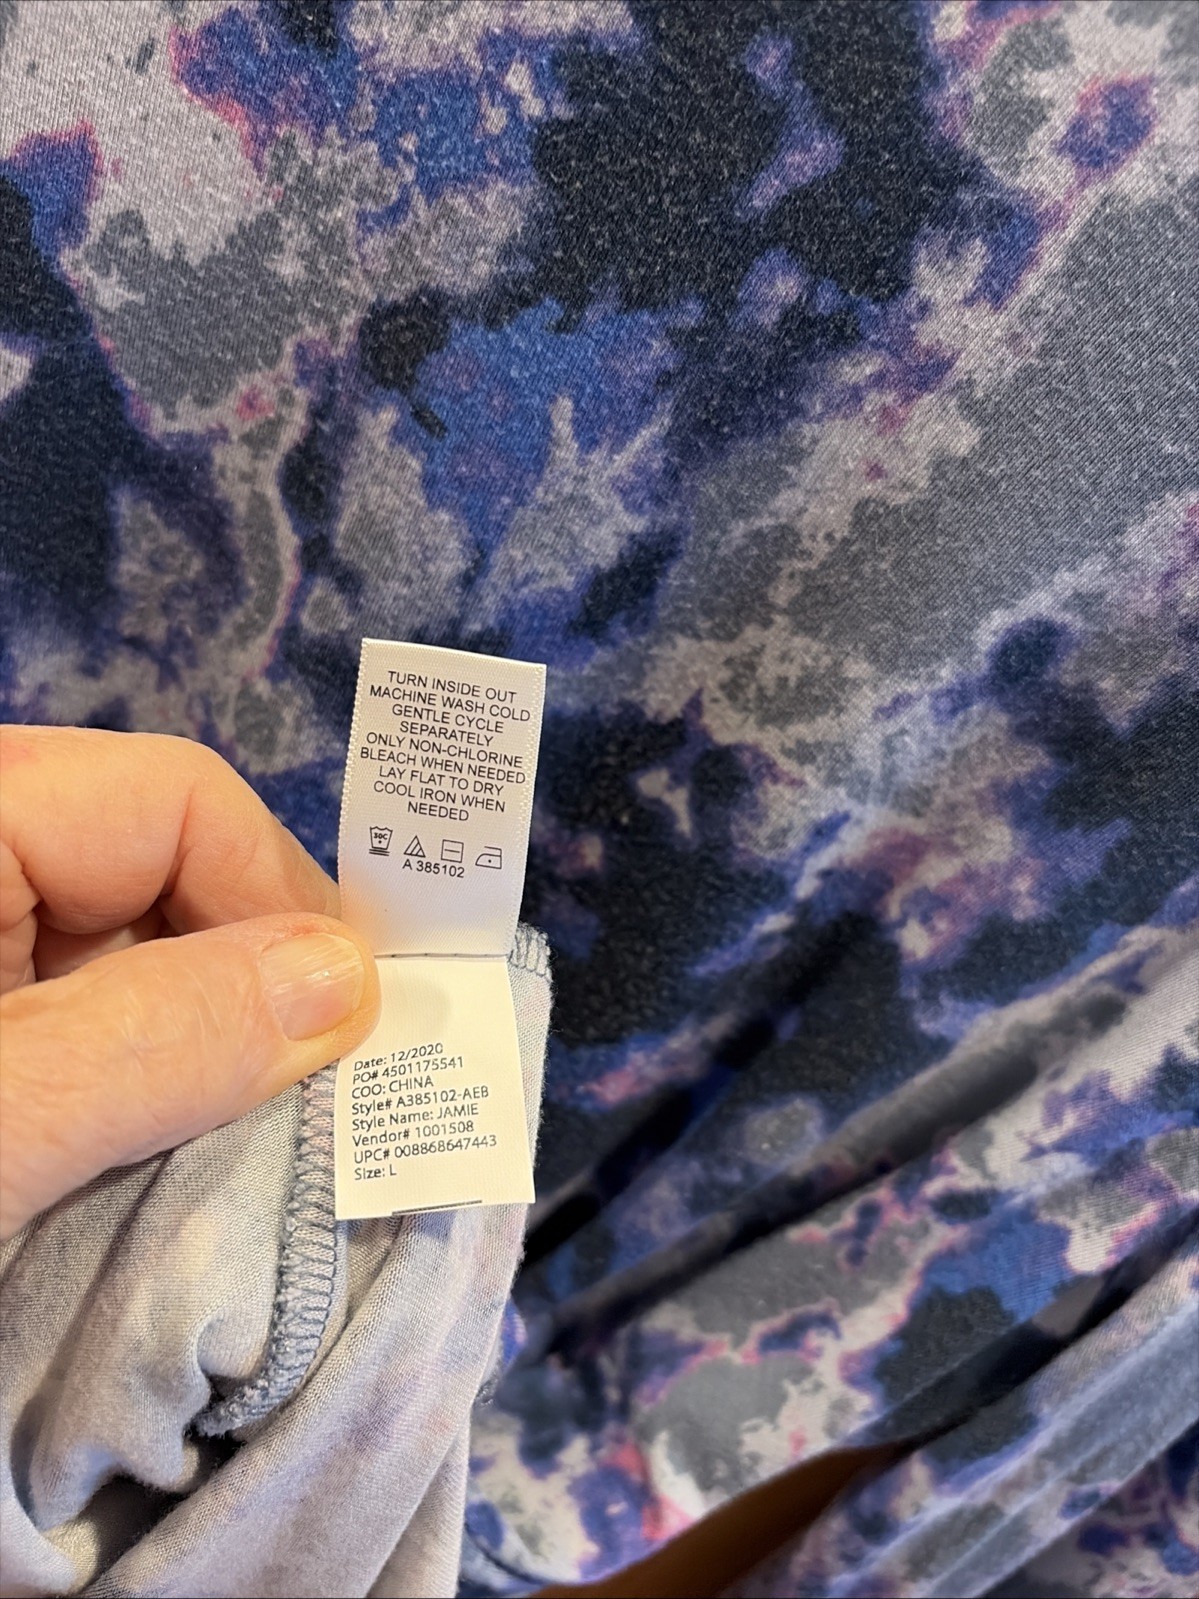 TURN INSIDE OUT
MACHINE WASH COLD
GENTLE CYCLE
SEPARATELY
ONLY NON-CHLORINE
BLEACH WHEN NEEDED
LAY FLAT TO DRY
COOL IRON WHEN
NEEDED
30C
A 385102
Date: 12/2020
PO# 4501175541
COO: CHINA
Style# A385102-AEB
Style Name: JAMIE
Vendor# 1001508
UPC# 008868647443
Size: L